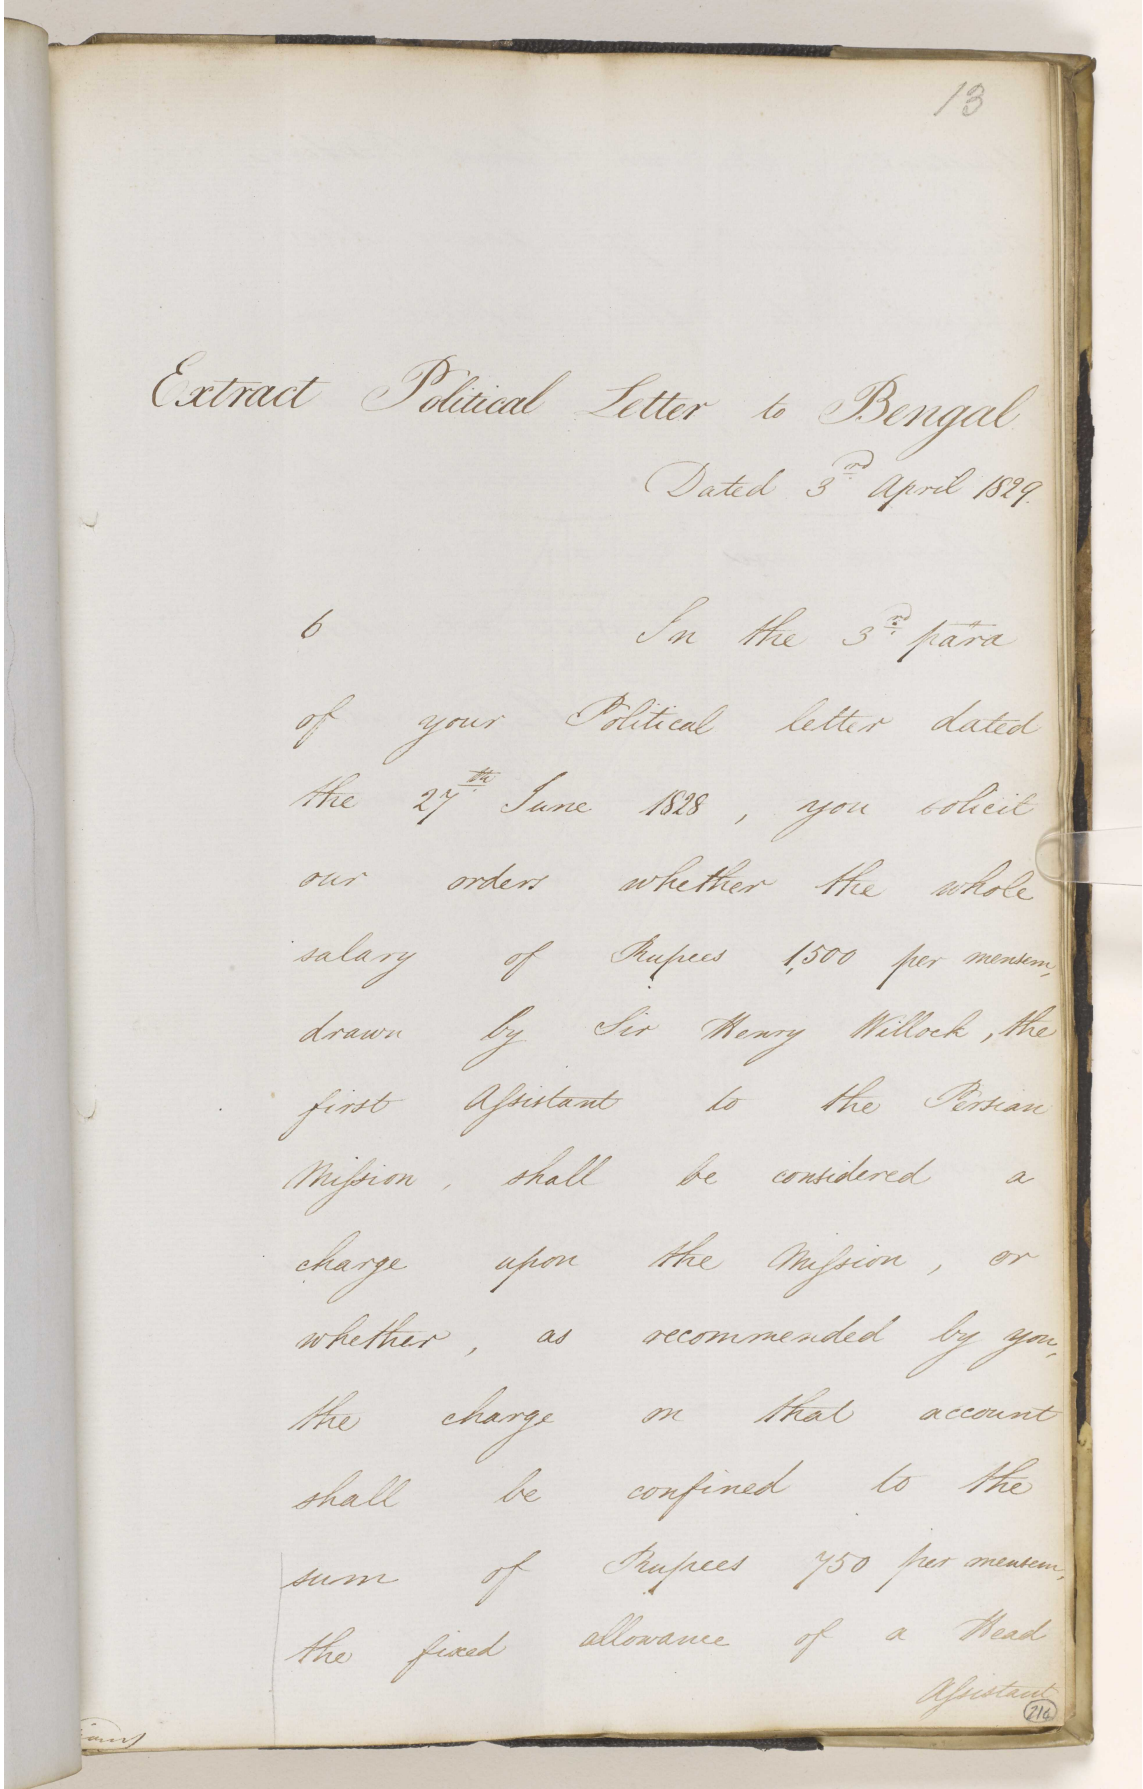 13
Extract Political Letter to Bengal
Dated 3rd April 1829.
6 In the 3rd para
of your Political letter dated
the 27th June 1828, you solicit
our orders whether the whole
salary of Rupees 1,500 per mensem,
drawn by Sir Henry Willock, the
first Assistant to the Persian
Mission, shall be considered a
charge upon the Mission, or
whether, as recommended by you,
the charge on that account
shall be confined to the
sum of Rupees 750 per mensem,
the fixed allowance of a Head
Assistant
216